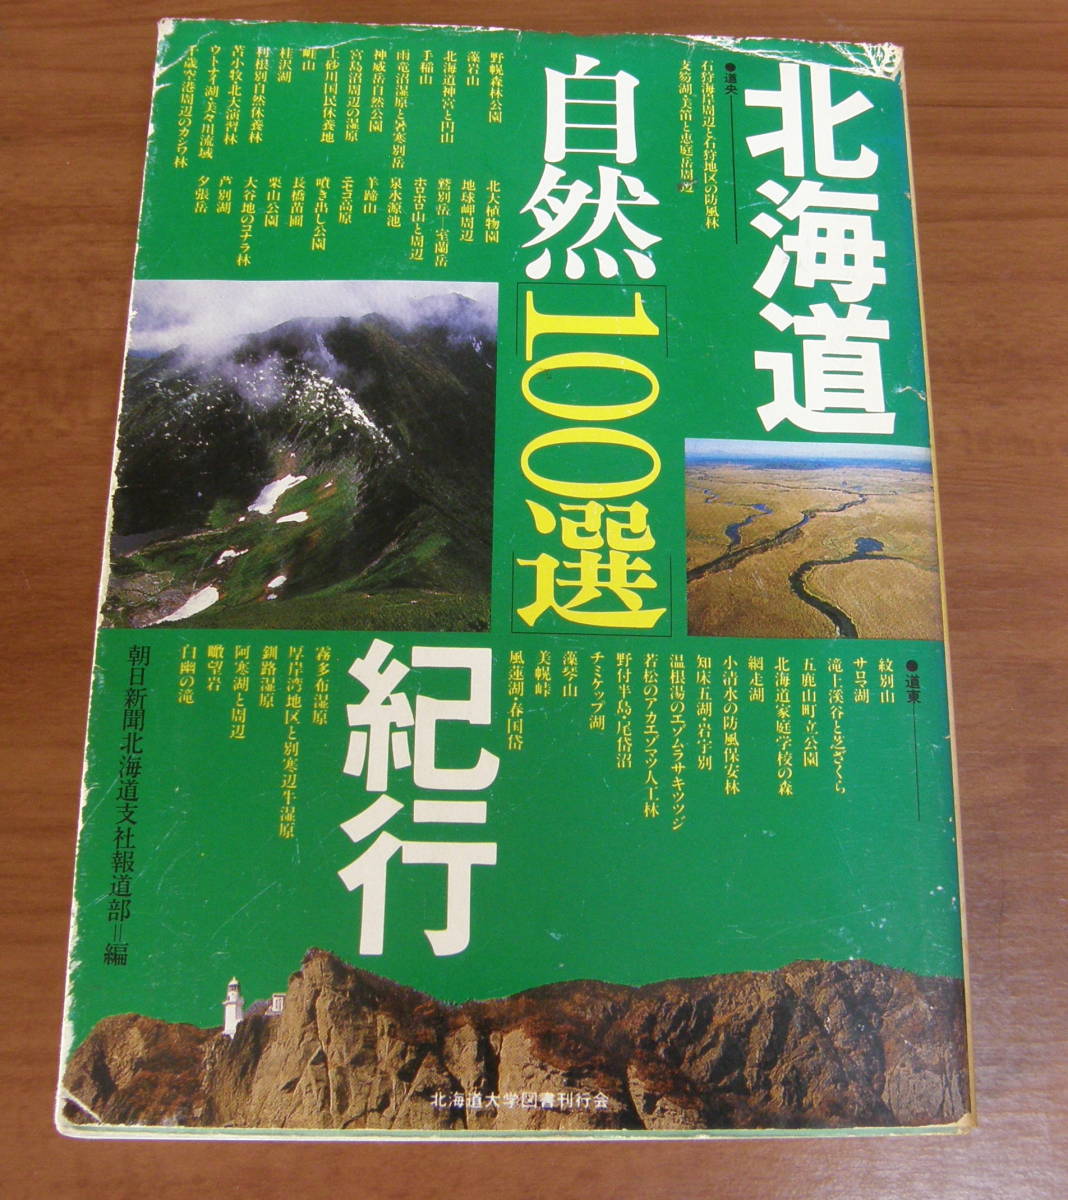 北海道
自然
[100選]
紀行
●道央
石狩海岸周辺と石狩地区の防風林
支笏湖・美笛と恵庭岳周辺
野幌森林公園
藻岩山
北海道神宮と円山
手稲山
雨竜沼湿原と暑寒別岳
神威岳自然公園
宮島沼周辺の湿原
上砂川国民休養地
畦山
桂沢湖
利根別自然休養林
苫小牧・北大演習林
ウトナイ湖・美々川流域
千歳空港周辺のカシワ林
北大植物園
地球岬周辺
鷲別岳―室蘭岳
ホロホロ山と周辺
泉水源池
羊蹄山
ニセコ高原
噴き出し公園
長橋苗圃
栗山公園
大谷地のコナラ林
芦別湖
夕張岳
●道東
紋別山
サロマ湖
滝上渓谷と芝ざくら
五鹿山町立公園
北海道家庭学校の森
網走湖
小清水の防風保安林
知床五湖・岩宇別
温根湯のエゾムラサキツツジ
若松のアカエゾマツ人工林
野付半島・尾岱沼
チミケップ湖
藻琴山
美幌峠
風蓮湖・春国岱
霧多布湿原
厚岸湾地区と別寒辺牛湿原
釧路湿原
阿寒湖と周辺
瞰望岩
白幽の滝
朝日新聞北海道支社報道部=編
北海道大学図書刊行会